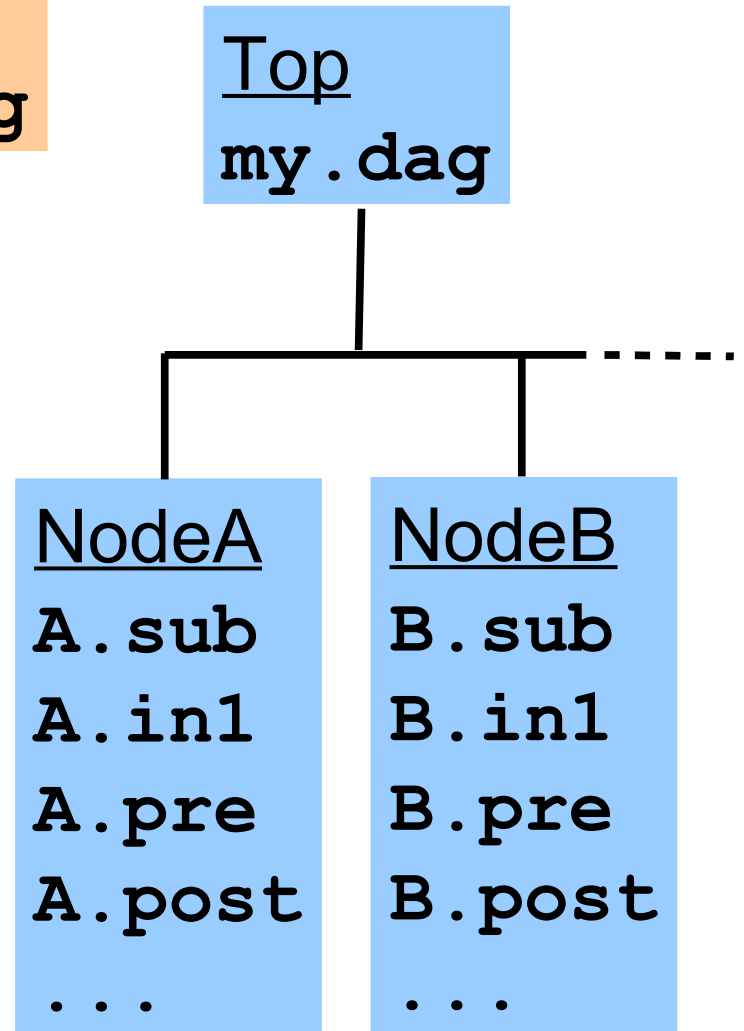 g
Top
my.dag
NodeA
A.sub
A.in1
A.pre
A.post
...
NodeB
B.sub
B.in1
B.pre
B.post
...